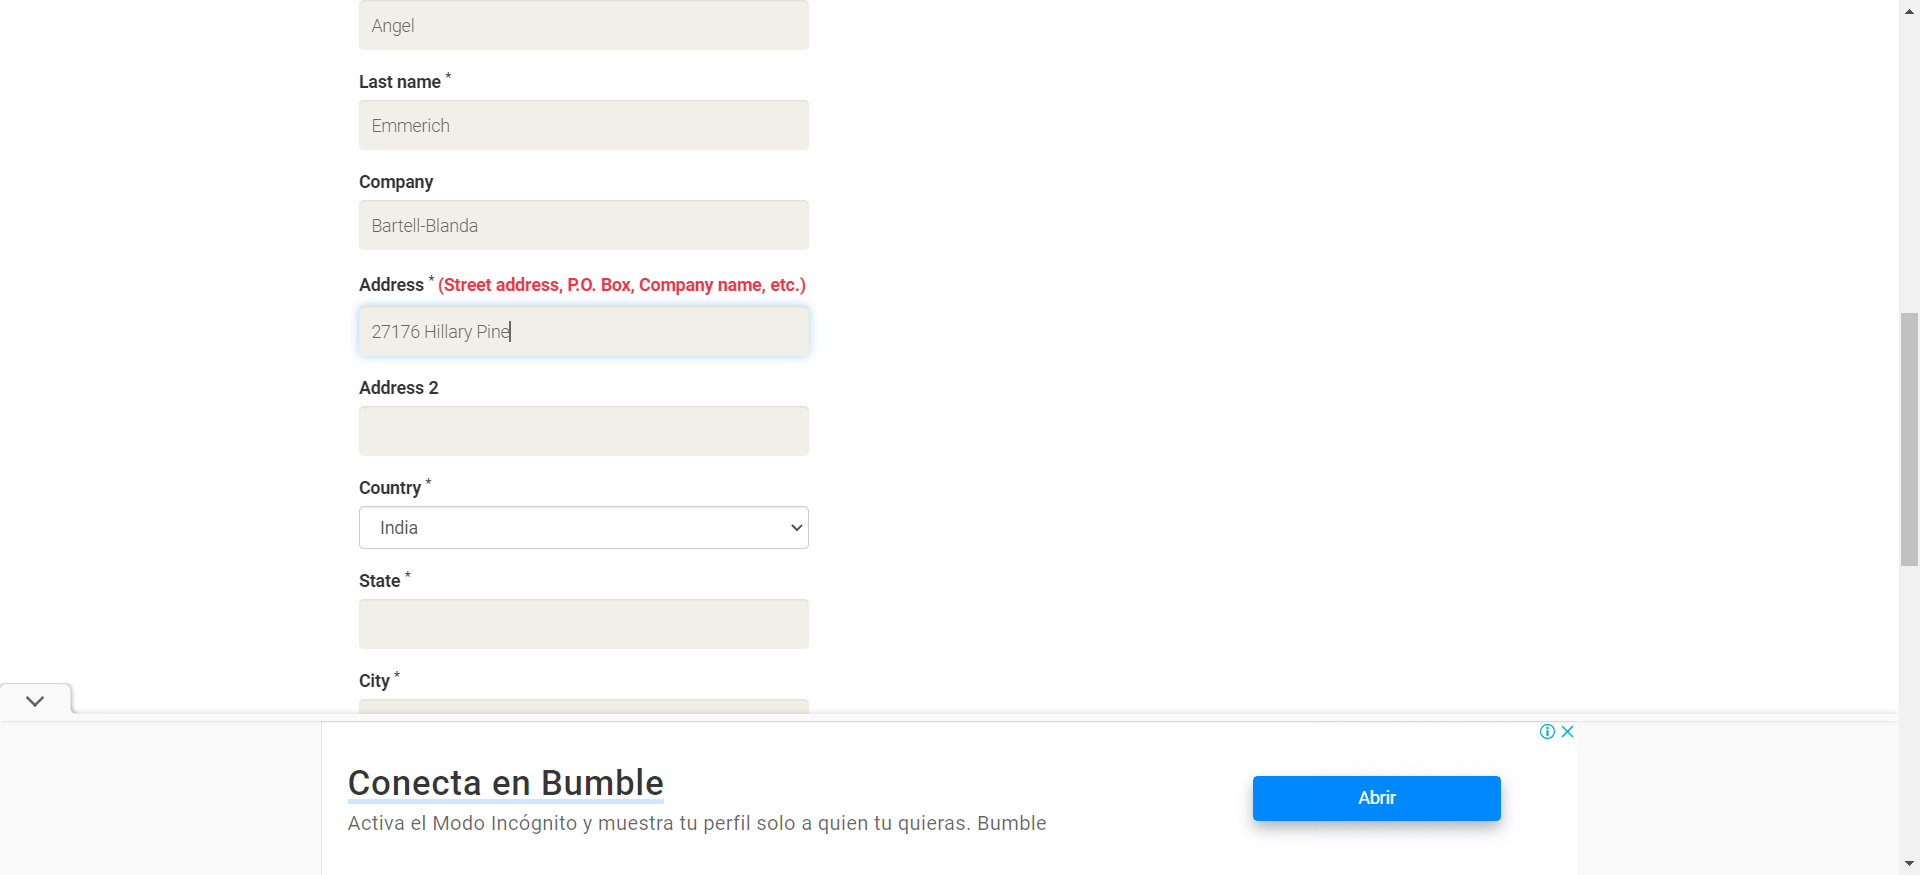 Angel
Last name *
Emmerich
Company
Bartell-Blanda
Address * (Street address, P.O. Box, Company name, etc.)
27176 Hillary Pine
Address 2
Country *
India
State *
City *
Conecta en Bumble
Activa el Modo Incógnito y muestra tu perfil solo a quien tu quieras. Bumble
Abrir